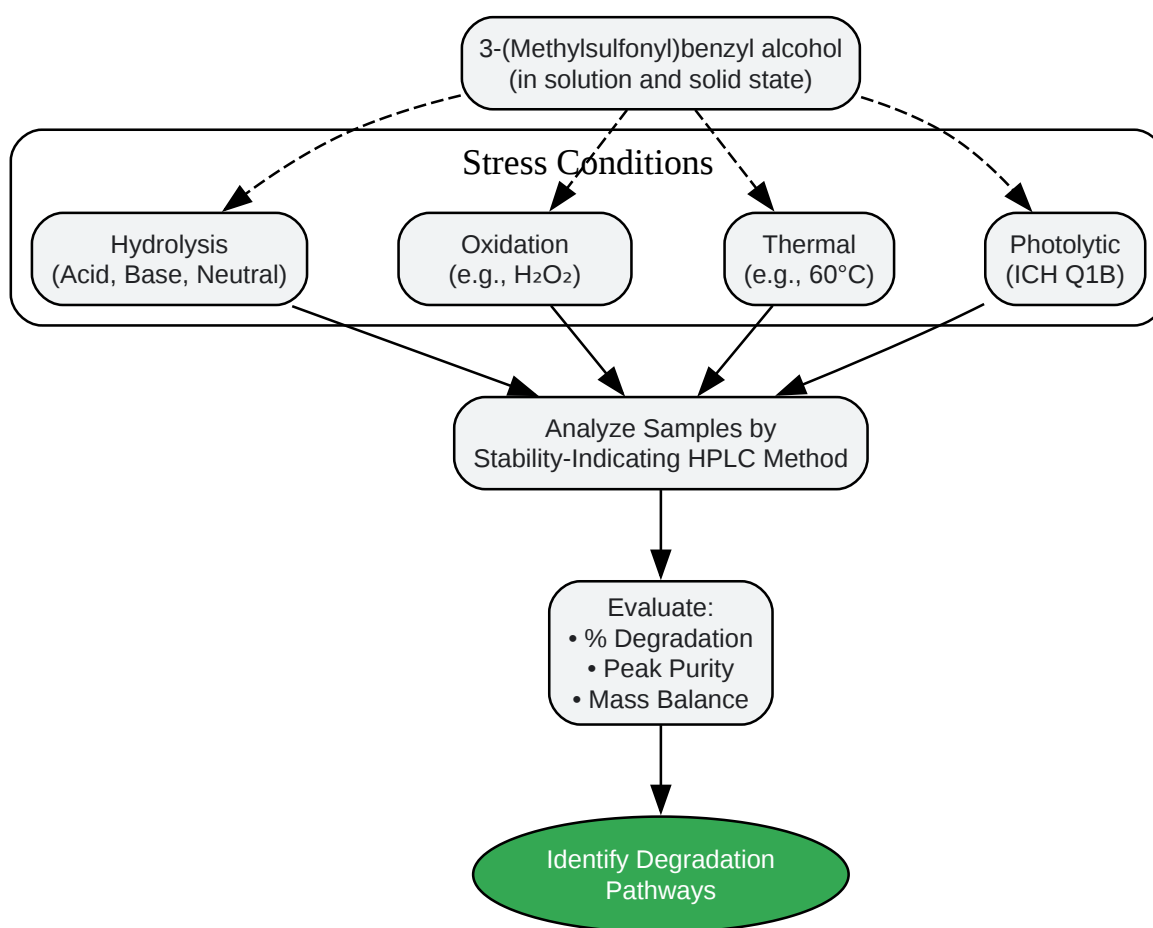 3-(Methylsulfonyl)benzyl alcohol
(in solution and solid state)
Stress Conditions
Hydrolysis
(Acid, Base, Neutral)
Oxidation
(e.g., H₂O₂)
Thermal
(e.g., 60°C)
Photolytic
(ICH Q1B)
Analyze Samples by
Stability-Indicating HPLC Method
Evaluate:
• % Degradation
• Peak Purity
• Mass Balance
Identify Degradation
Pathways